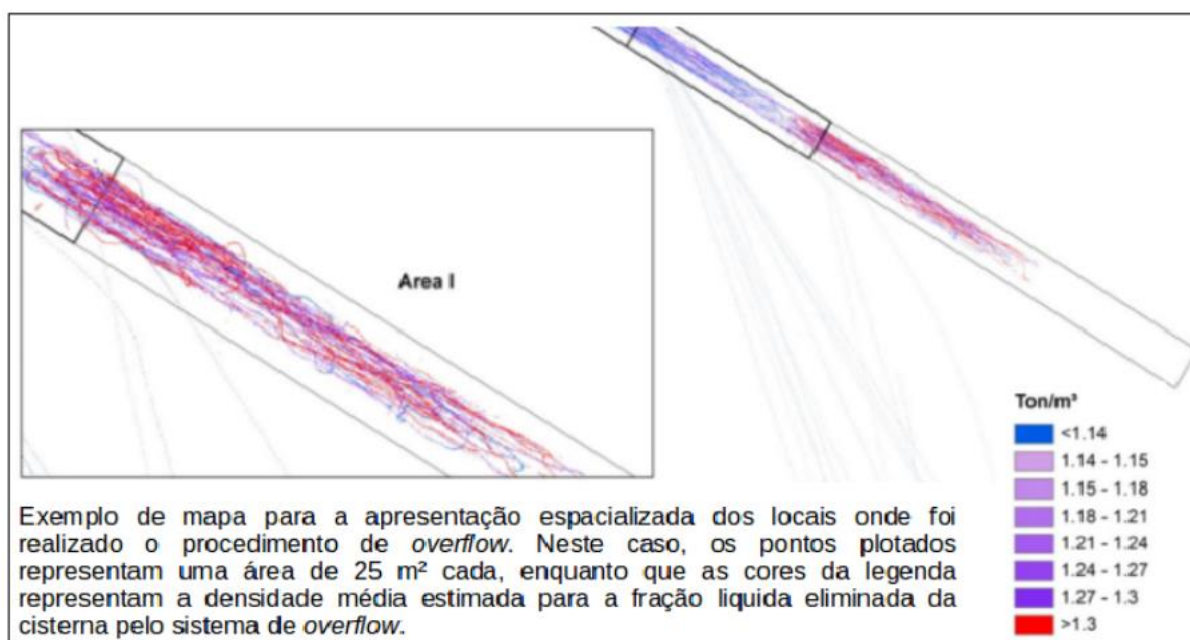 Area I
Ton/m³
<1.14
1.14 - 1.15
1.15 - 1.18
1.18 - 1.21
1.21 - 1.24
1.24 - 1.27
1.27 - 1.3
>1.3
Exemplo de mapa para a apresentação espacializada dos locais onde foi
realizado o procedimento de overflow. Neste caso, os pontos plotados
representam uma área de 25 m² cada, enquanto que as cores da legenda
representam a densidade média estimada para a fração liquida eliminada da
cisterna pelo sistema de overflow.